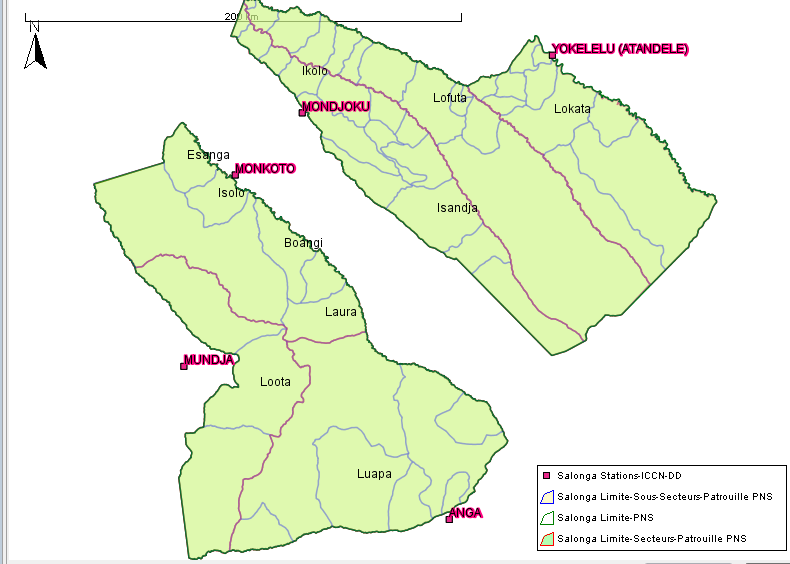 N
200 km
YOKELELU (ATANDELE)
Ikolo
Lofuta
MONDJOKU
Lokata
Esanga
MONKOTO
Isolo
Isandja
Boangi
Laura
MUNDJA
Loota
Luapa
ANGA
Salonga Stations-ICCN-DD
Salonga Limite-Sous-Secteurs-Patrouille PNS
Salonga Limite-PNS
Salonga Limite-Secteurs-Patrouille PNS